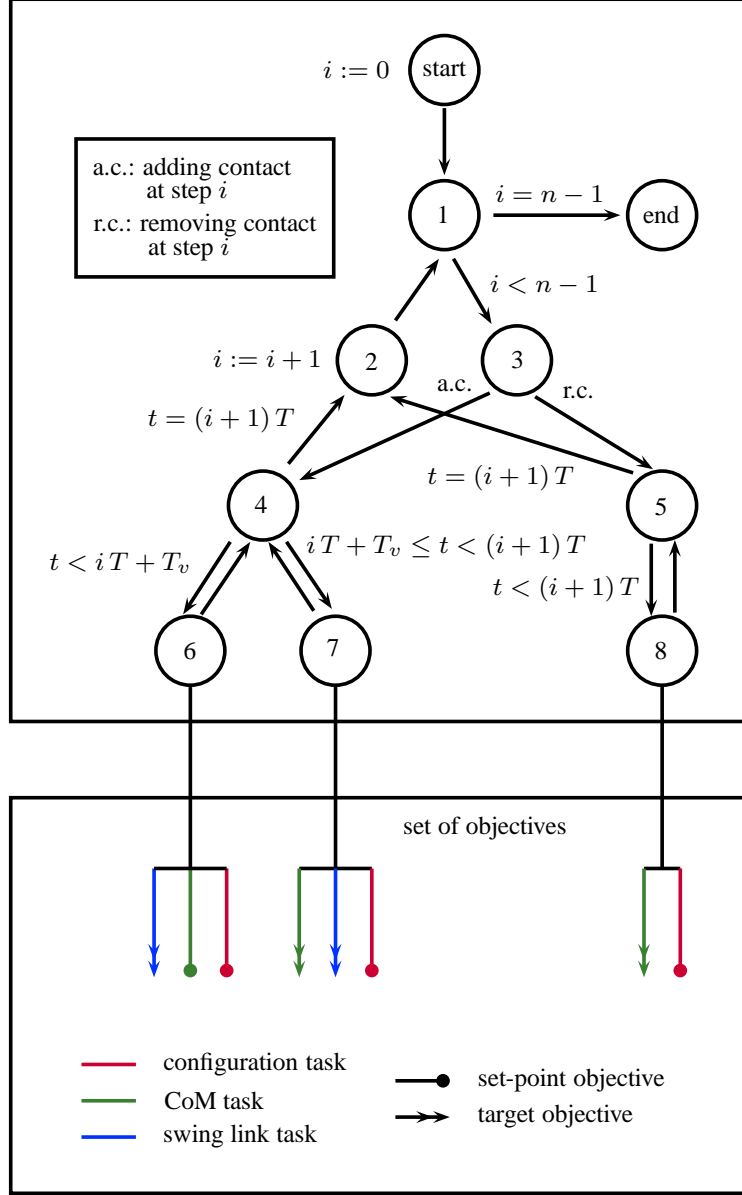 i := 0
start
a.c.: adding contact
at step i
r.c.: removing contact
at step i
1
i = n − 1
end
i < n − 1
i := i + 1
2
3
a.c.
r.c.
t = (i + 1) T
t = (i + 1) T
4
5
t < i T + T_v
i T + T_v ≤ t < (i + 1) T
t < (i + 1) T
6
7
8
set of objectives
configuration task
CoM task
swing link task
set-point objective
target objective